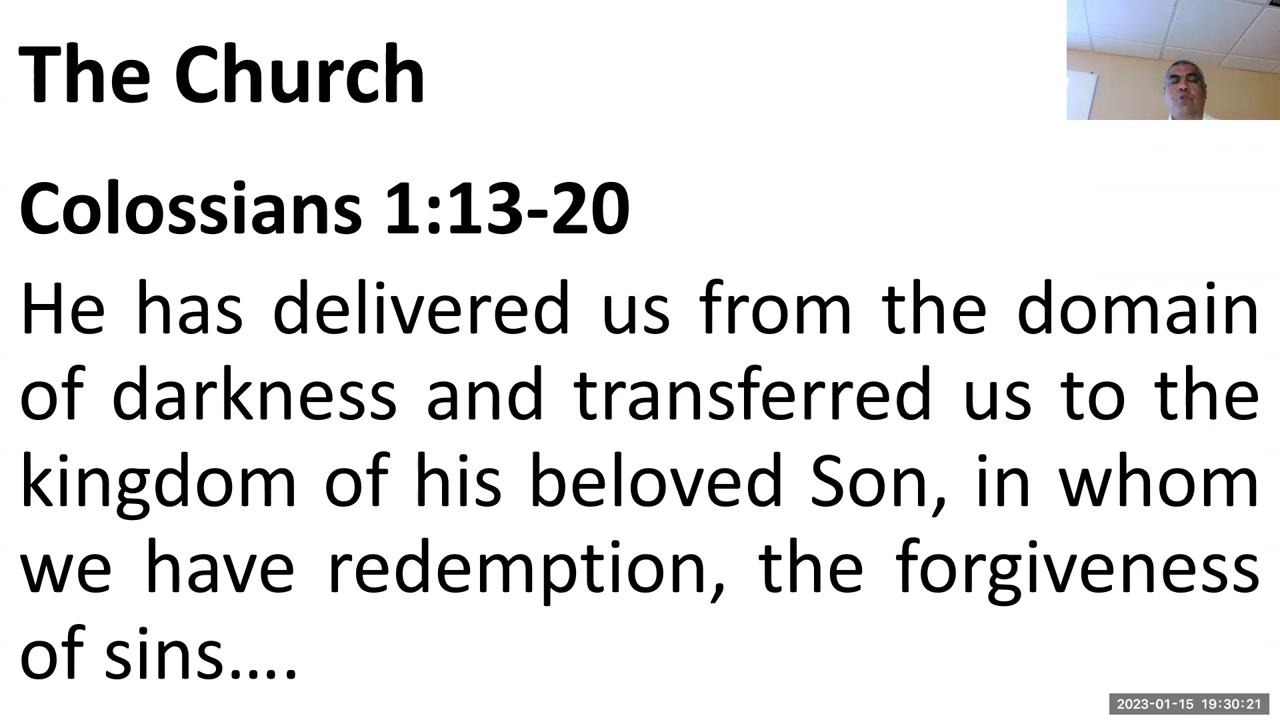 The Church
Colossians 1:13-20
He has delivered us from the domain
of darkness and transferred us to the
kingdom of his beloved Son, in whom
we have redemption, the forgiveness
of sins….
2023-01-15 19:30:21